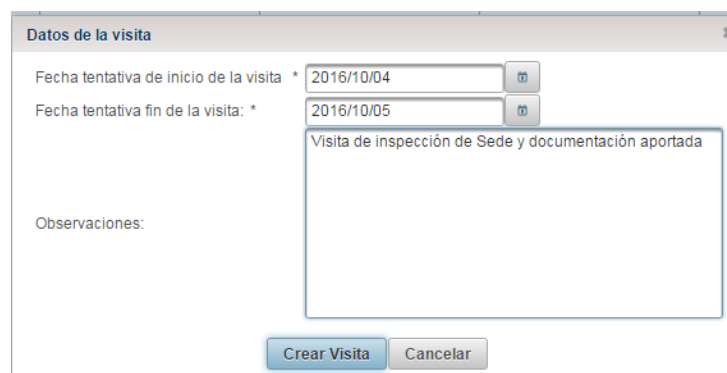 Datos de la visita
Fecha tentativa de inicio de la visita * 2016/10/04
Fecha tentativa fin de la visita: * 2016/10/05
Visita de inspección de Sede y documentación aportada
Observaciones:
Crear Visita Cancelar